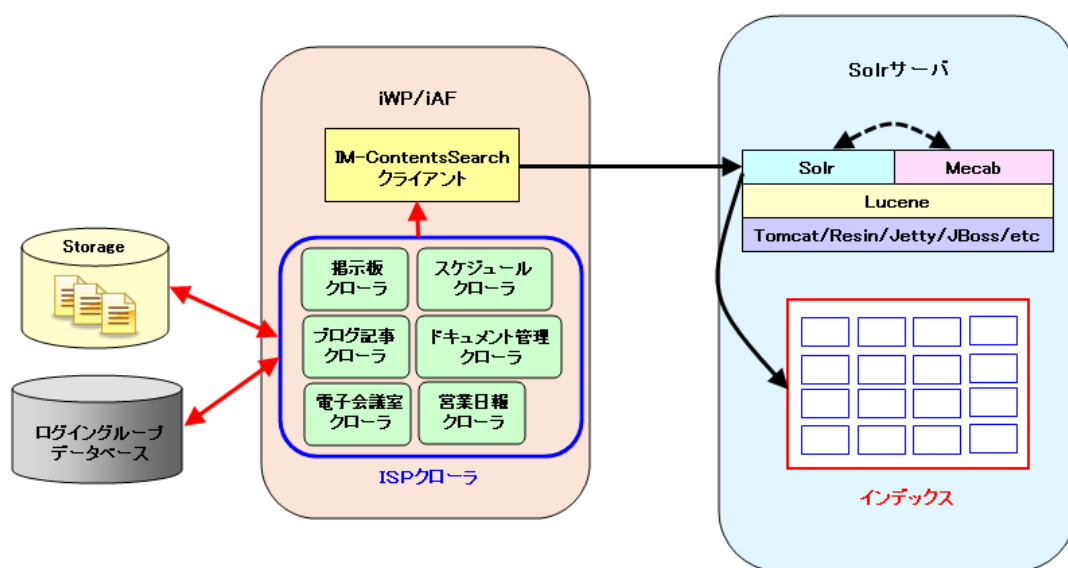 iWP/iAF
IM-ContentsSearch
クライアント
Storage
ログイングループ
データベース
掲示板
クローラ
スケジュール
クローラ
ブログ記事
クローラ
ドキュメント管理
クローラ
電子会議室
クローラ
営業日報
クローラ
ISPクローラ
Solrサーバ
Solr
Mecab
Lucene
Tomcat/Resin/Jetty/JBoss/etc
インデックス